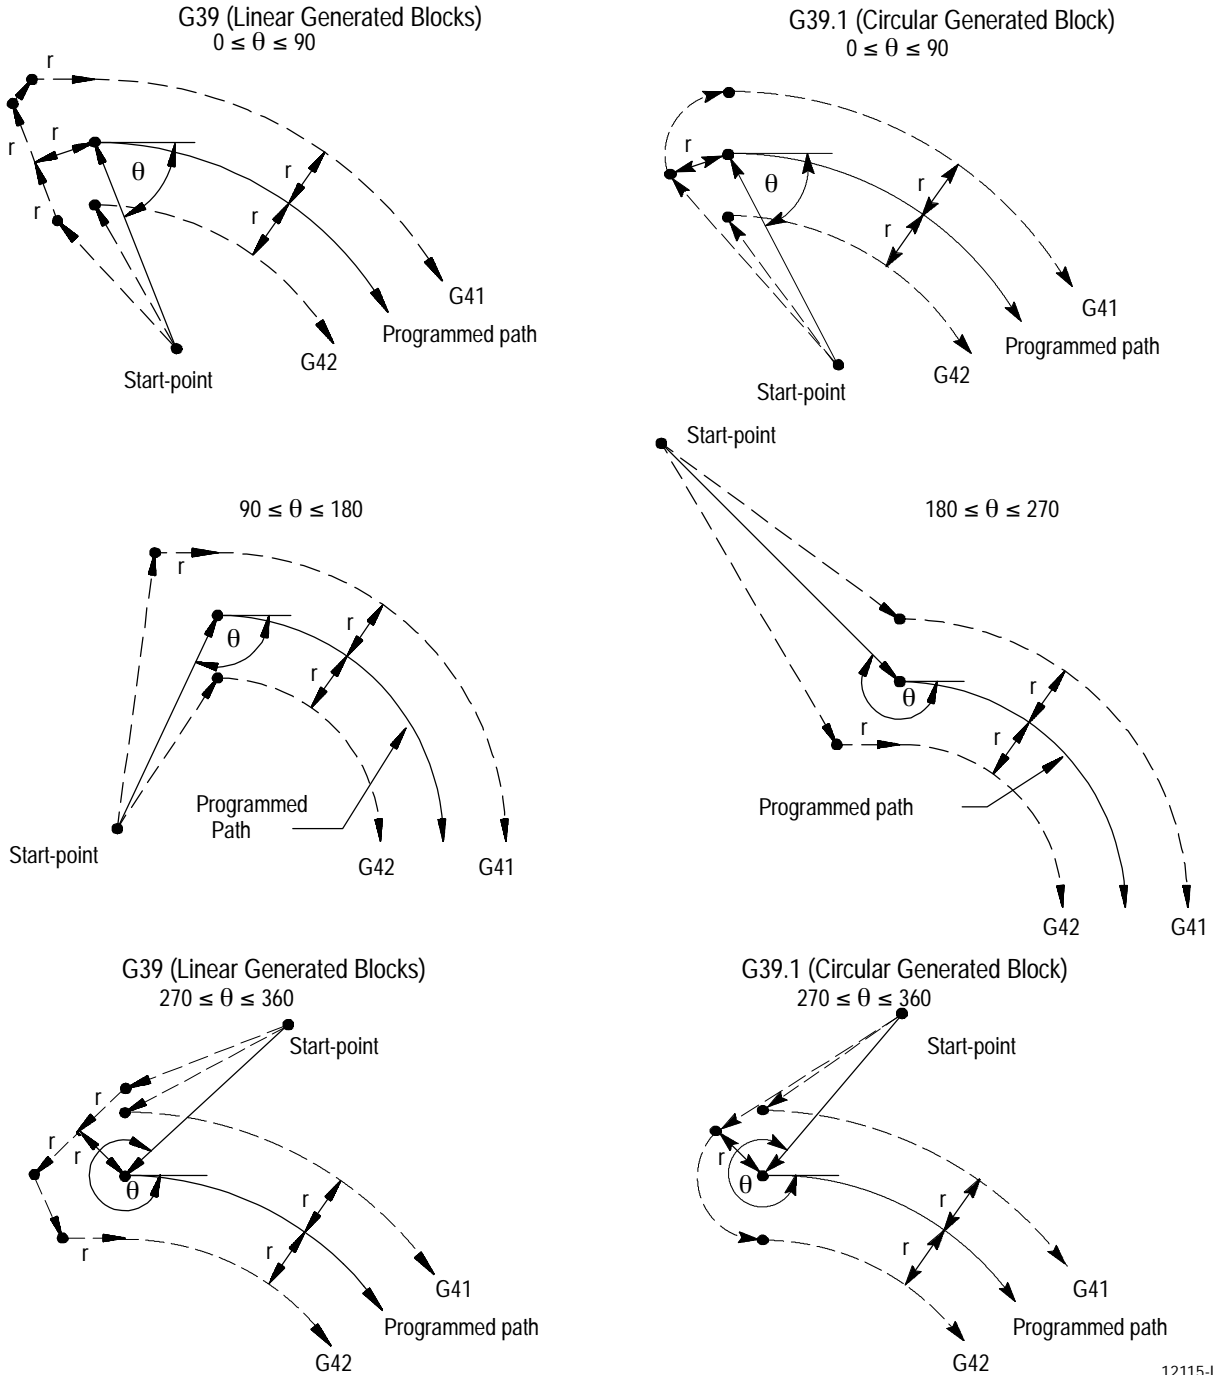 G39 (Linear Generated Blocks)
0 ≤ θ ≤ 90
r
r
r
r
θ
r
r
G41
Programmed path
G42
Start-point
G39.1 (Circular Generated Block)
0 ≤ θ ≤ 90
r
θ
r
r
G41
Programmed path
G42
Start-point
90 ≤ θ ≤ 180
r
θ
r
r
Programmed
Path
Start-point
G42
G41
Start-point
180 ≤ θ ≤ 270
θ
r
r
r
Programmed path
G42
G41
G39 (Linear Generated Blocks)
270 ≤ θ ≤ 360
Start-point
r
r
r
θ
r
r
r
G41
Programmed path
G42
G39.1 (Circular Generated Block)
270 ≤ θ ≤ 360
Start-point
r
θ
r
r
G41
Programmed path
G42
12115-I